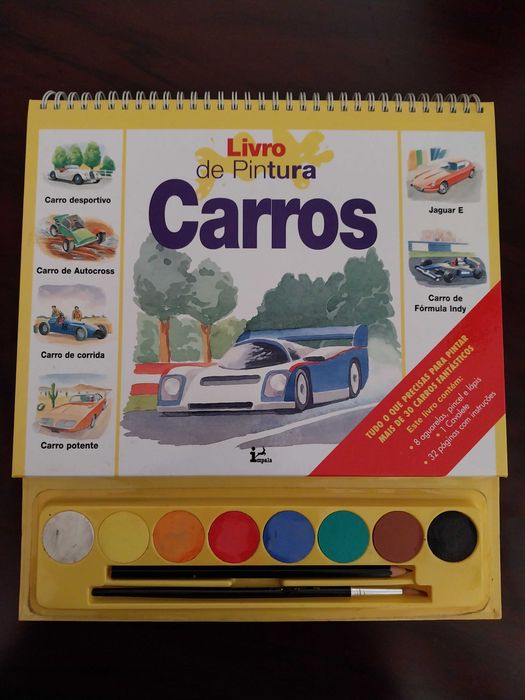 Livro
de Pintura
Carros
Carro desportivo
Carro de Autocross
Carro de corrida
Carro potente
Jaguar E
Carro de
Fórmula Indy
TUDO O QUE PRECISAS PARA PINTAR
MAIS DE 30 CARROS FANTÁSTICOS
Este livro contém:
• 8 aguarelas, pincel e lápis
• 1 Cavalete
• 32 páginas com instruções
impala